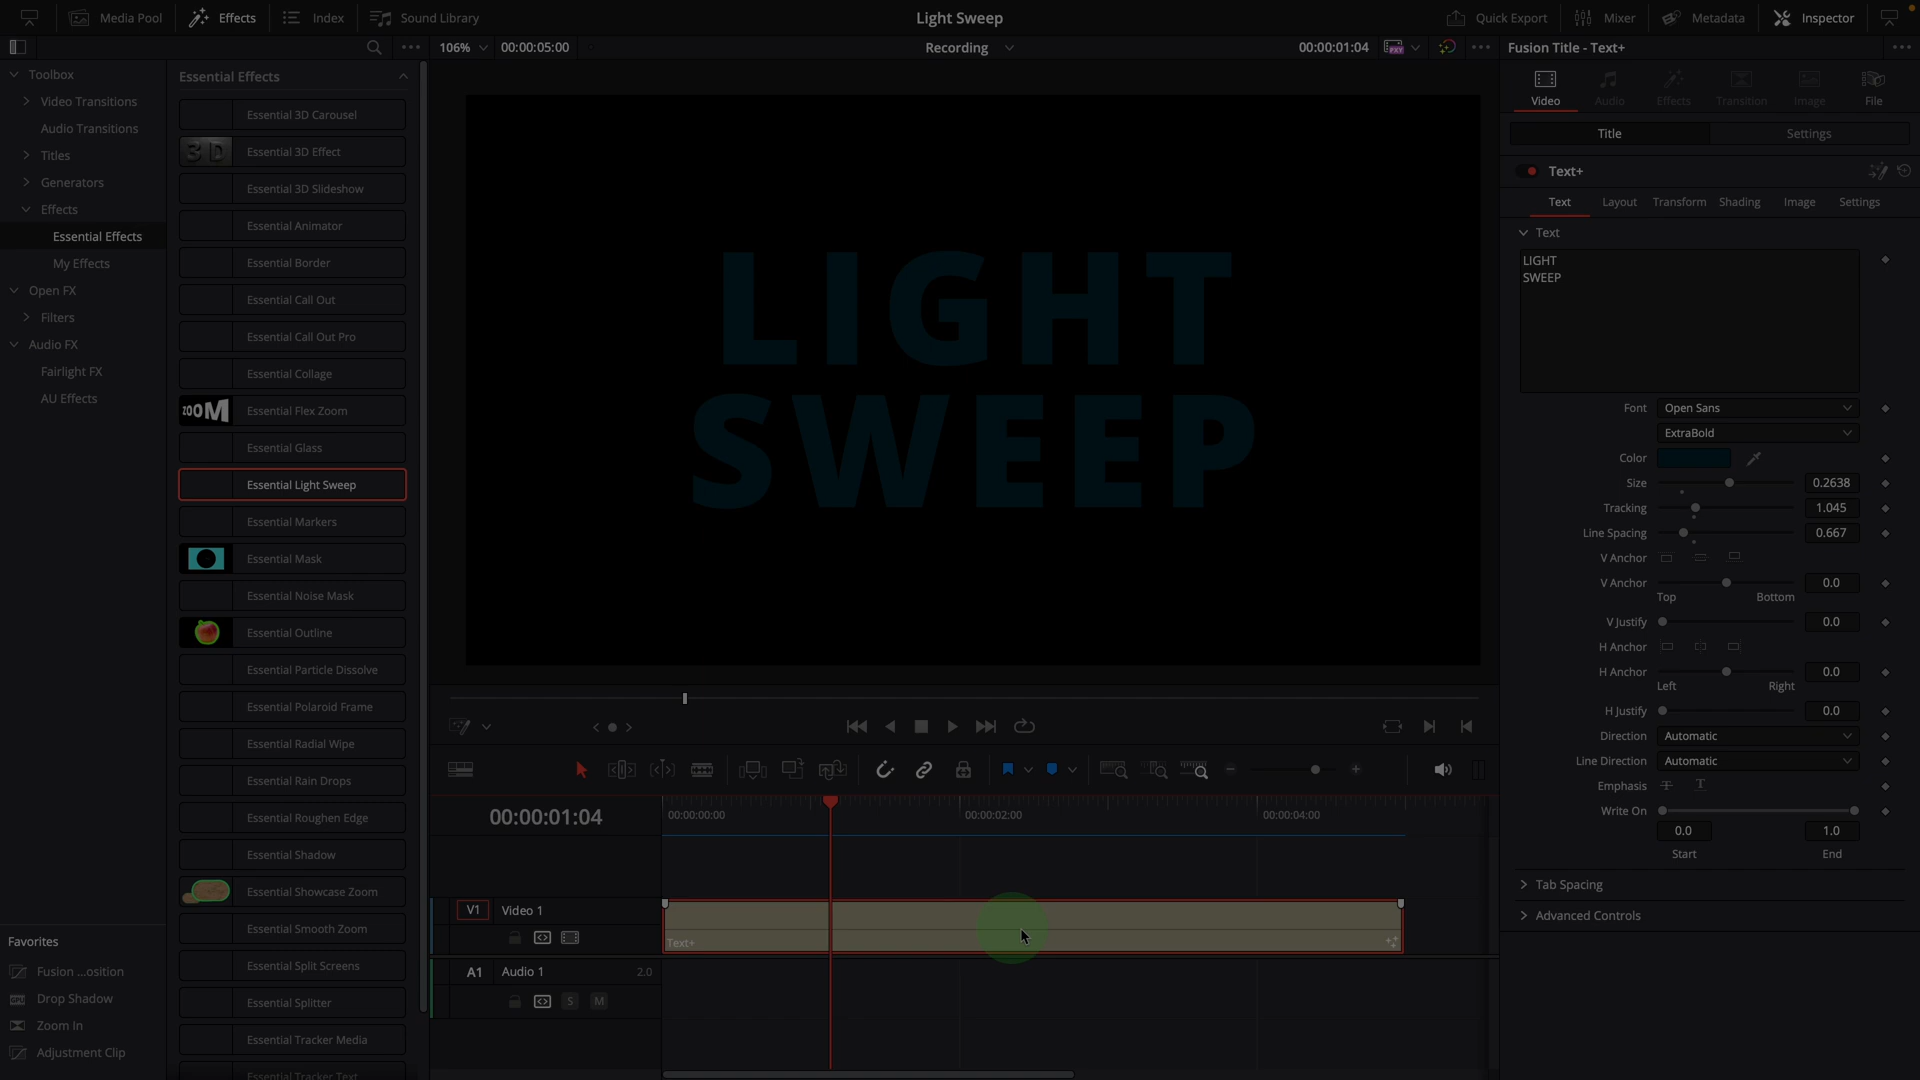 Media Pool
Effects
Index
Sound Library
Light Sweep
Quick Export
Mixer
Metadata
Inspector
106%
00:00:05:00
Recording
00:00:01:04
Fusion Title - Text+
Toolbox
Video Transitions
Audio Transitions
Titles
Generators
Effects
Essential Effects
My Effects
Open FX
Filters
Audio FX
Fairlight FX
AU Effects
Favorites
Fusion ...osition
Drop Shadow
Zoom In
Adjustment Clip
Essential Effects
Essential 3D Carousel
3D
Essential 3D Effect
Essential 3D Slideshow
Essential Animator
Essential Border
Essential Call Out
Essential Call Out Pro
Essential Collage
ZOOM
Essential Flex Zoom
Essential Glass
Essential Light Sweep
Essential Markers
Essential Mask
Essential Noise Mask
Essential Outline
Essential Particle Dissolve
Essential Polaroid Frame
Essential Radial Wipe
Essential Rain Drops
Essential Roughen Edge
Essential Shadow
Essential Showcase Zoom
Essential Smooth Zoom
Essential Split Screens
Essential Splitter
Essential Tracker Media
Essential Tracker Text
LIGHT
SWEEP
00:00:01:04
00:00:00:00
00:00:02:00
00:00:04:00
V1
Video 1
Text+
A1
Audio 1
2.0
S
M
Video
Audio
Effects
Transition
Image
File
Title
Settings
Text+
Text
Layout
Transform
Shading
Image
Settings
Text
LIGHT
SWEEP
Font
Open Sans
ExtraBold
Color
Size
0.2638
Tracking
1.045
Line Spacing
0.667
V Anchor
V Anchor
0.0
Top
Bottom
V Justify
0.0
H Anchor
H Anchor
0.0
Left
Right
H Justify
0.0
Direction
Automatic
Line Direction
Automatic
Emphasis
Write On
0.0
1.0
Start
End
Tab Spacing
Advanced Controls